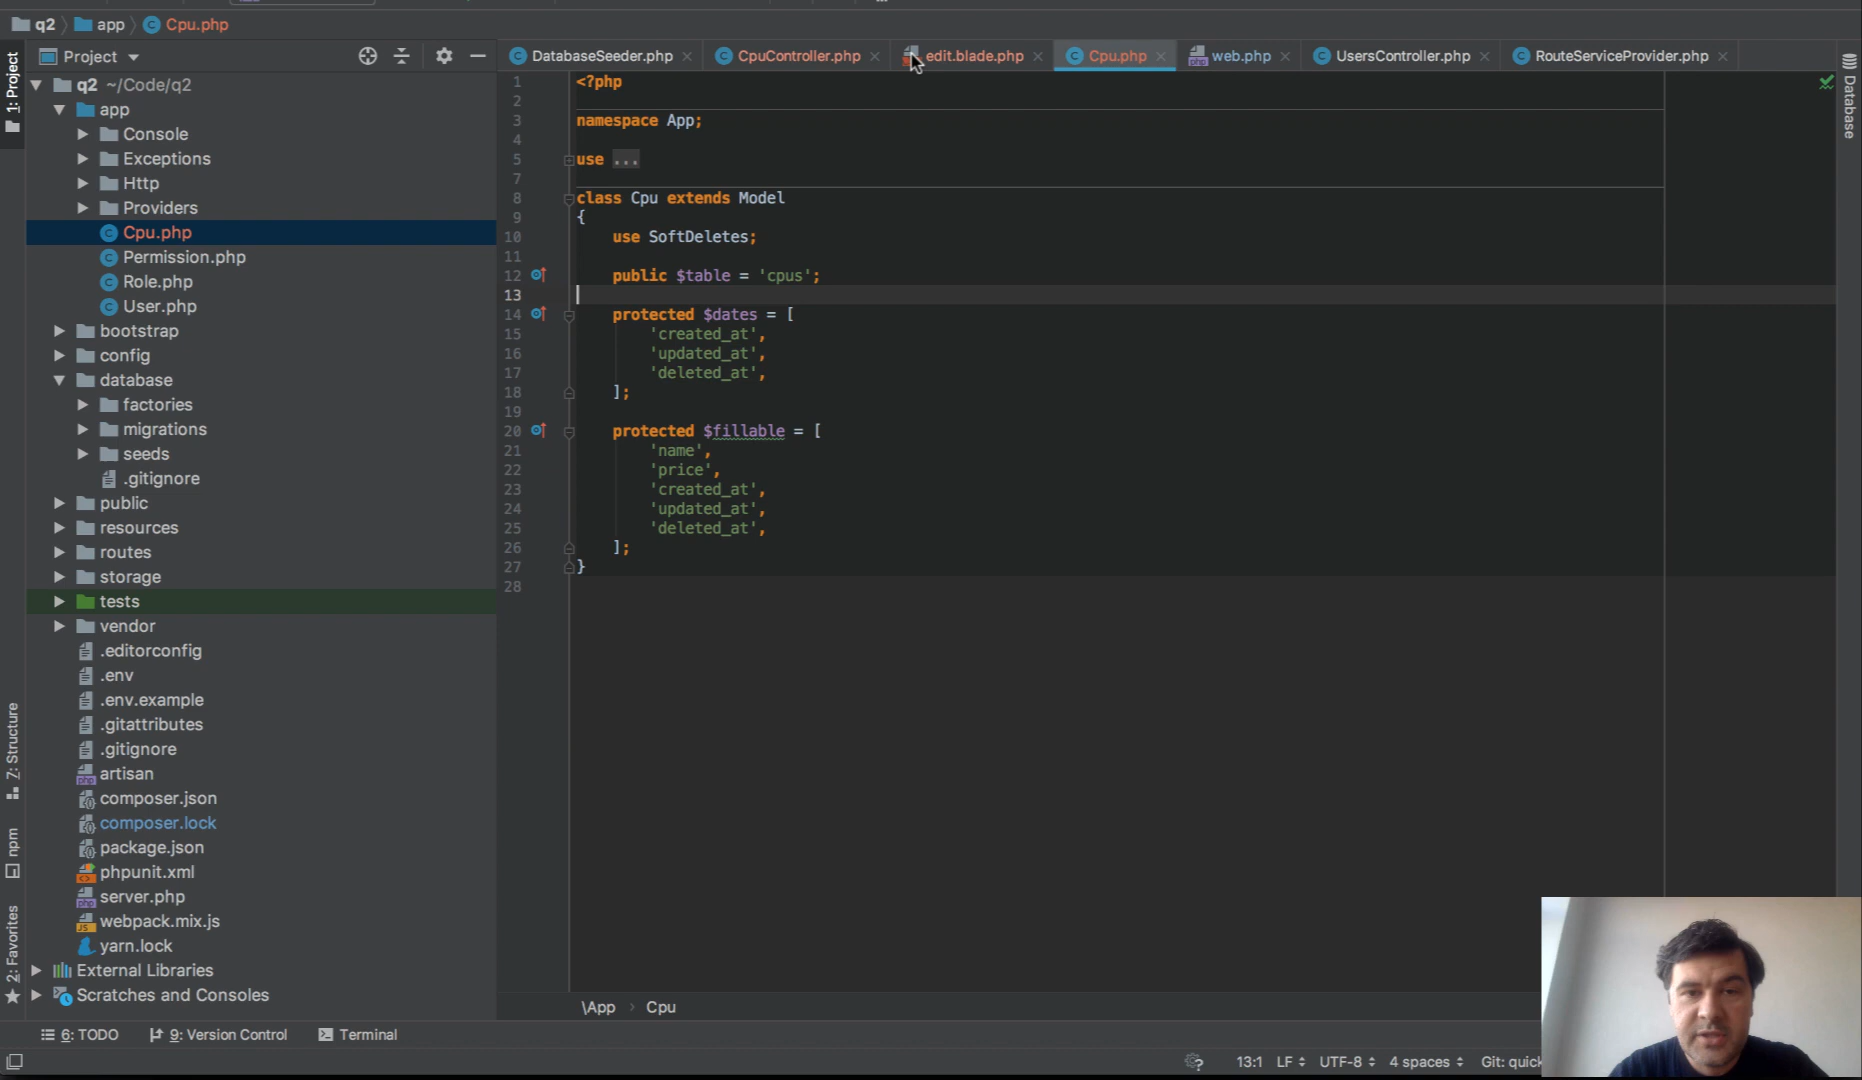 q2 app Cpu.php
Project
DatabaseSeeder.php
CpuController.php
edit.blade.php
Cpu.php
web.php
UsersController.php
RouteServiceProvider.php
1: Project
7: Structure
npm
2: Favorites
Database
q2 ~/Code/q2
app
Console
Exceptions
Http
Providers
Cpu.php
Permission.php
Role.php
User.php
bootstrap
config
database
factories
migrations
seeds
.gitignore
public
resources
routes
storage
tests
vendor
.editorconfig
.env
.env.example
.gitattributes
.gitignore
artisan
composer.json
composer.lock
package.json
phpunit.xml
server.php
webpack.mix.js
yarn.lock
External Libraries
Scratches and Consoles
1 <?php
2
3 namespace App;
4
5 use ...
7
8 class Cpu extends Model
9 {
10 use SoftDeletes;
11
12 public $table = 'cpus';
13
14 protected $dates = [
15 'created_at',
16 'updated_at',
17 'deleted_at',
18 ];
19
20 protected $fillable = [
21 'name',
22 'price',
23 'created_at',
24 'updated_at',
25 'deleted_at',
26 ];
27 }
28
\App › Cpu
6: TODO 9: Version Control Terminal
13:1 LF UTF-8 4 spaces Git: quick